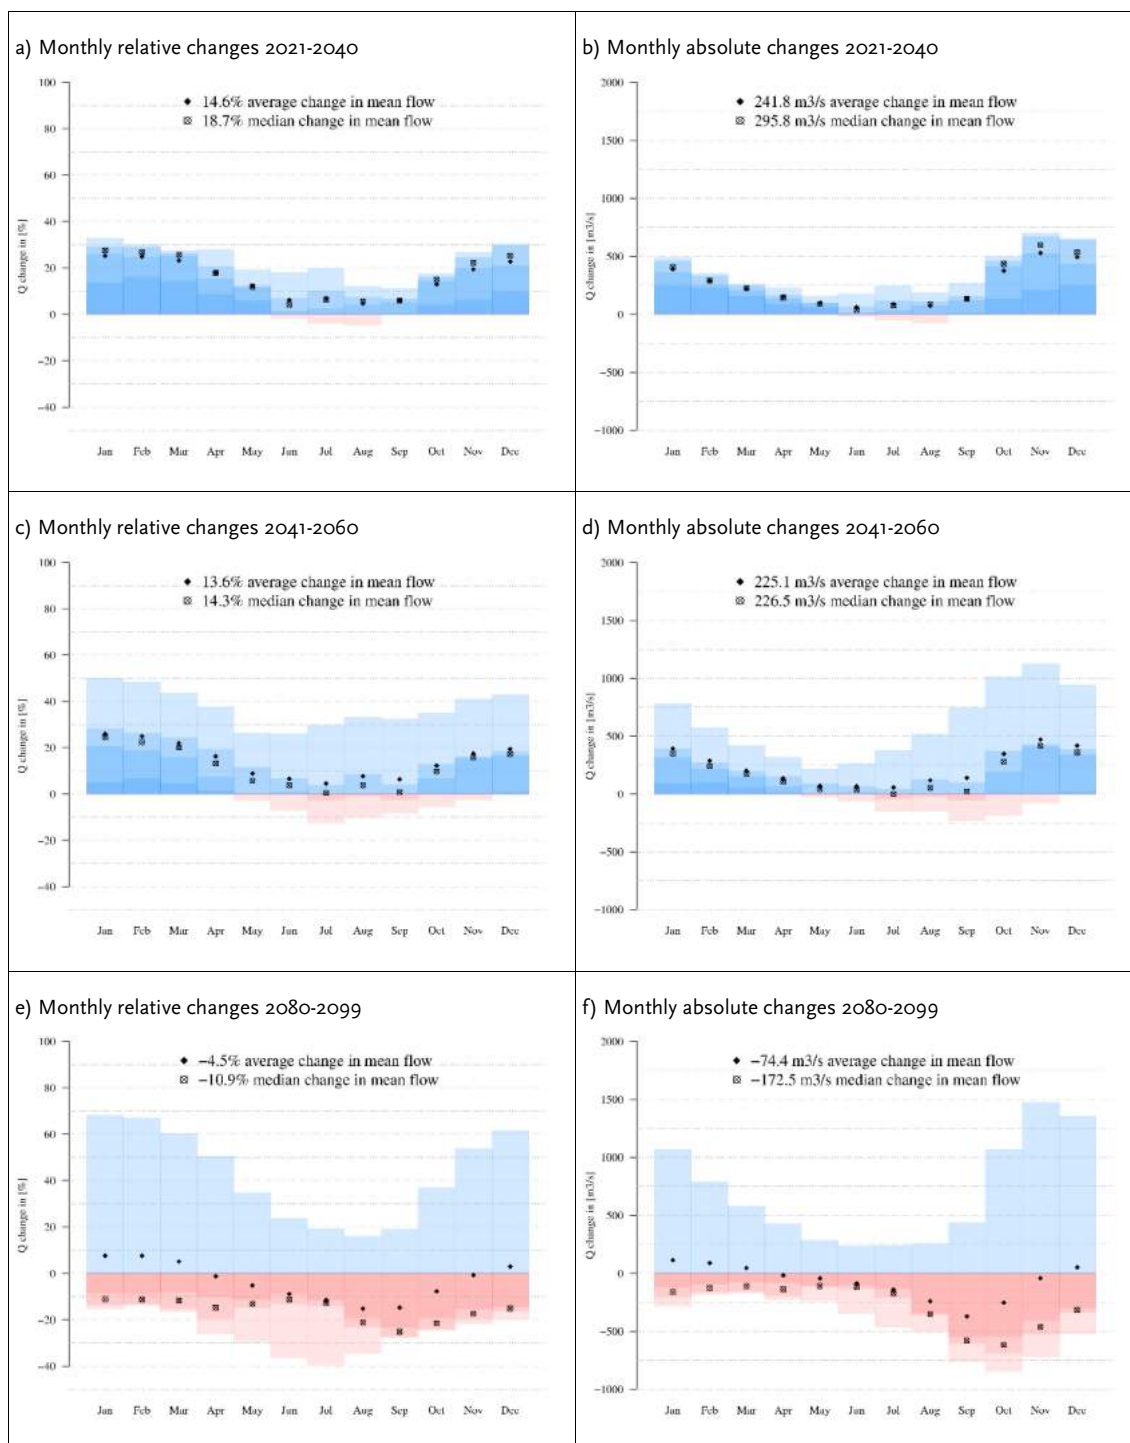 a) Monthly relative changes 2021-2040
100
80
60
40
20
0
−20
−40
Q change in [%]
◆ 14.6% average change in mean flow
⊠ 18.7% median change in mean flow
Jan Feb Mar Apr May Jun Jul Aug Sep Oct Nov Dec
b) Monthly absolute changes 2021-2040
2000
1500
1000
500
0
−500
−1000
Q change in [m3/s]
◆ 241.8 m3/s average change in mean flow
⊠ 295.8 m3/s median change in mean flow
Jan Feb Mar Apr May Jun Jul Aug Sep Oct Nov Dec
c) Monthly relative changes 2041-2060
100
80
60
40
20
0
−20
−40
Q change in [%]
◆ 13.6% average change in mean flow
⊠ 14.3% median change in mean flow
Jan Feb Mar Apr May Jun Jul Aug Sep Oct Nov Dec
d) Monthly absolute changes 2041-2060
2000
1500
1000
500
0
−500
−1000
Q change in [m3/s]
◆ 225.1 m3/s average change in mean flow
⊠ 226.5 m3/s median change in mean flow
Jan Feb Mar Apr May Jun Jul Aug Sep Oct Nov Dec
e) Monthly relative changes 2080-2099
100
80
60
40
20
0
−20
−40
Q change in [%]
◆ −4.5% average change in mean flow
⊠ −10.9% median change in mean flow
Jan Feb Mar Apr May Jun Jul Aug Sep Oct Nov Dec
f) Monthly absolute changes 2080-2099
2000
1500
1000
500
0
−500
−1000
Q change in [m3/s]
◆ −74.4 m3/s average change in mean flow
⊠ −172.5 m3/s median change in mean flow
Jan Feb Mar Apr May Jun Jul Aug Sep Oct Nov Dec